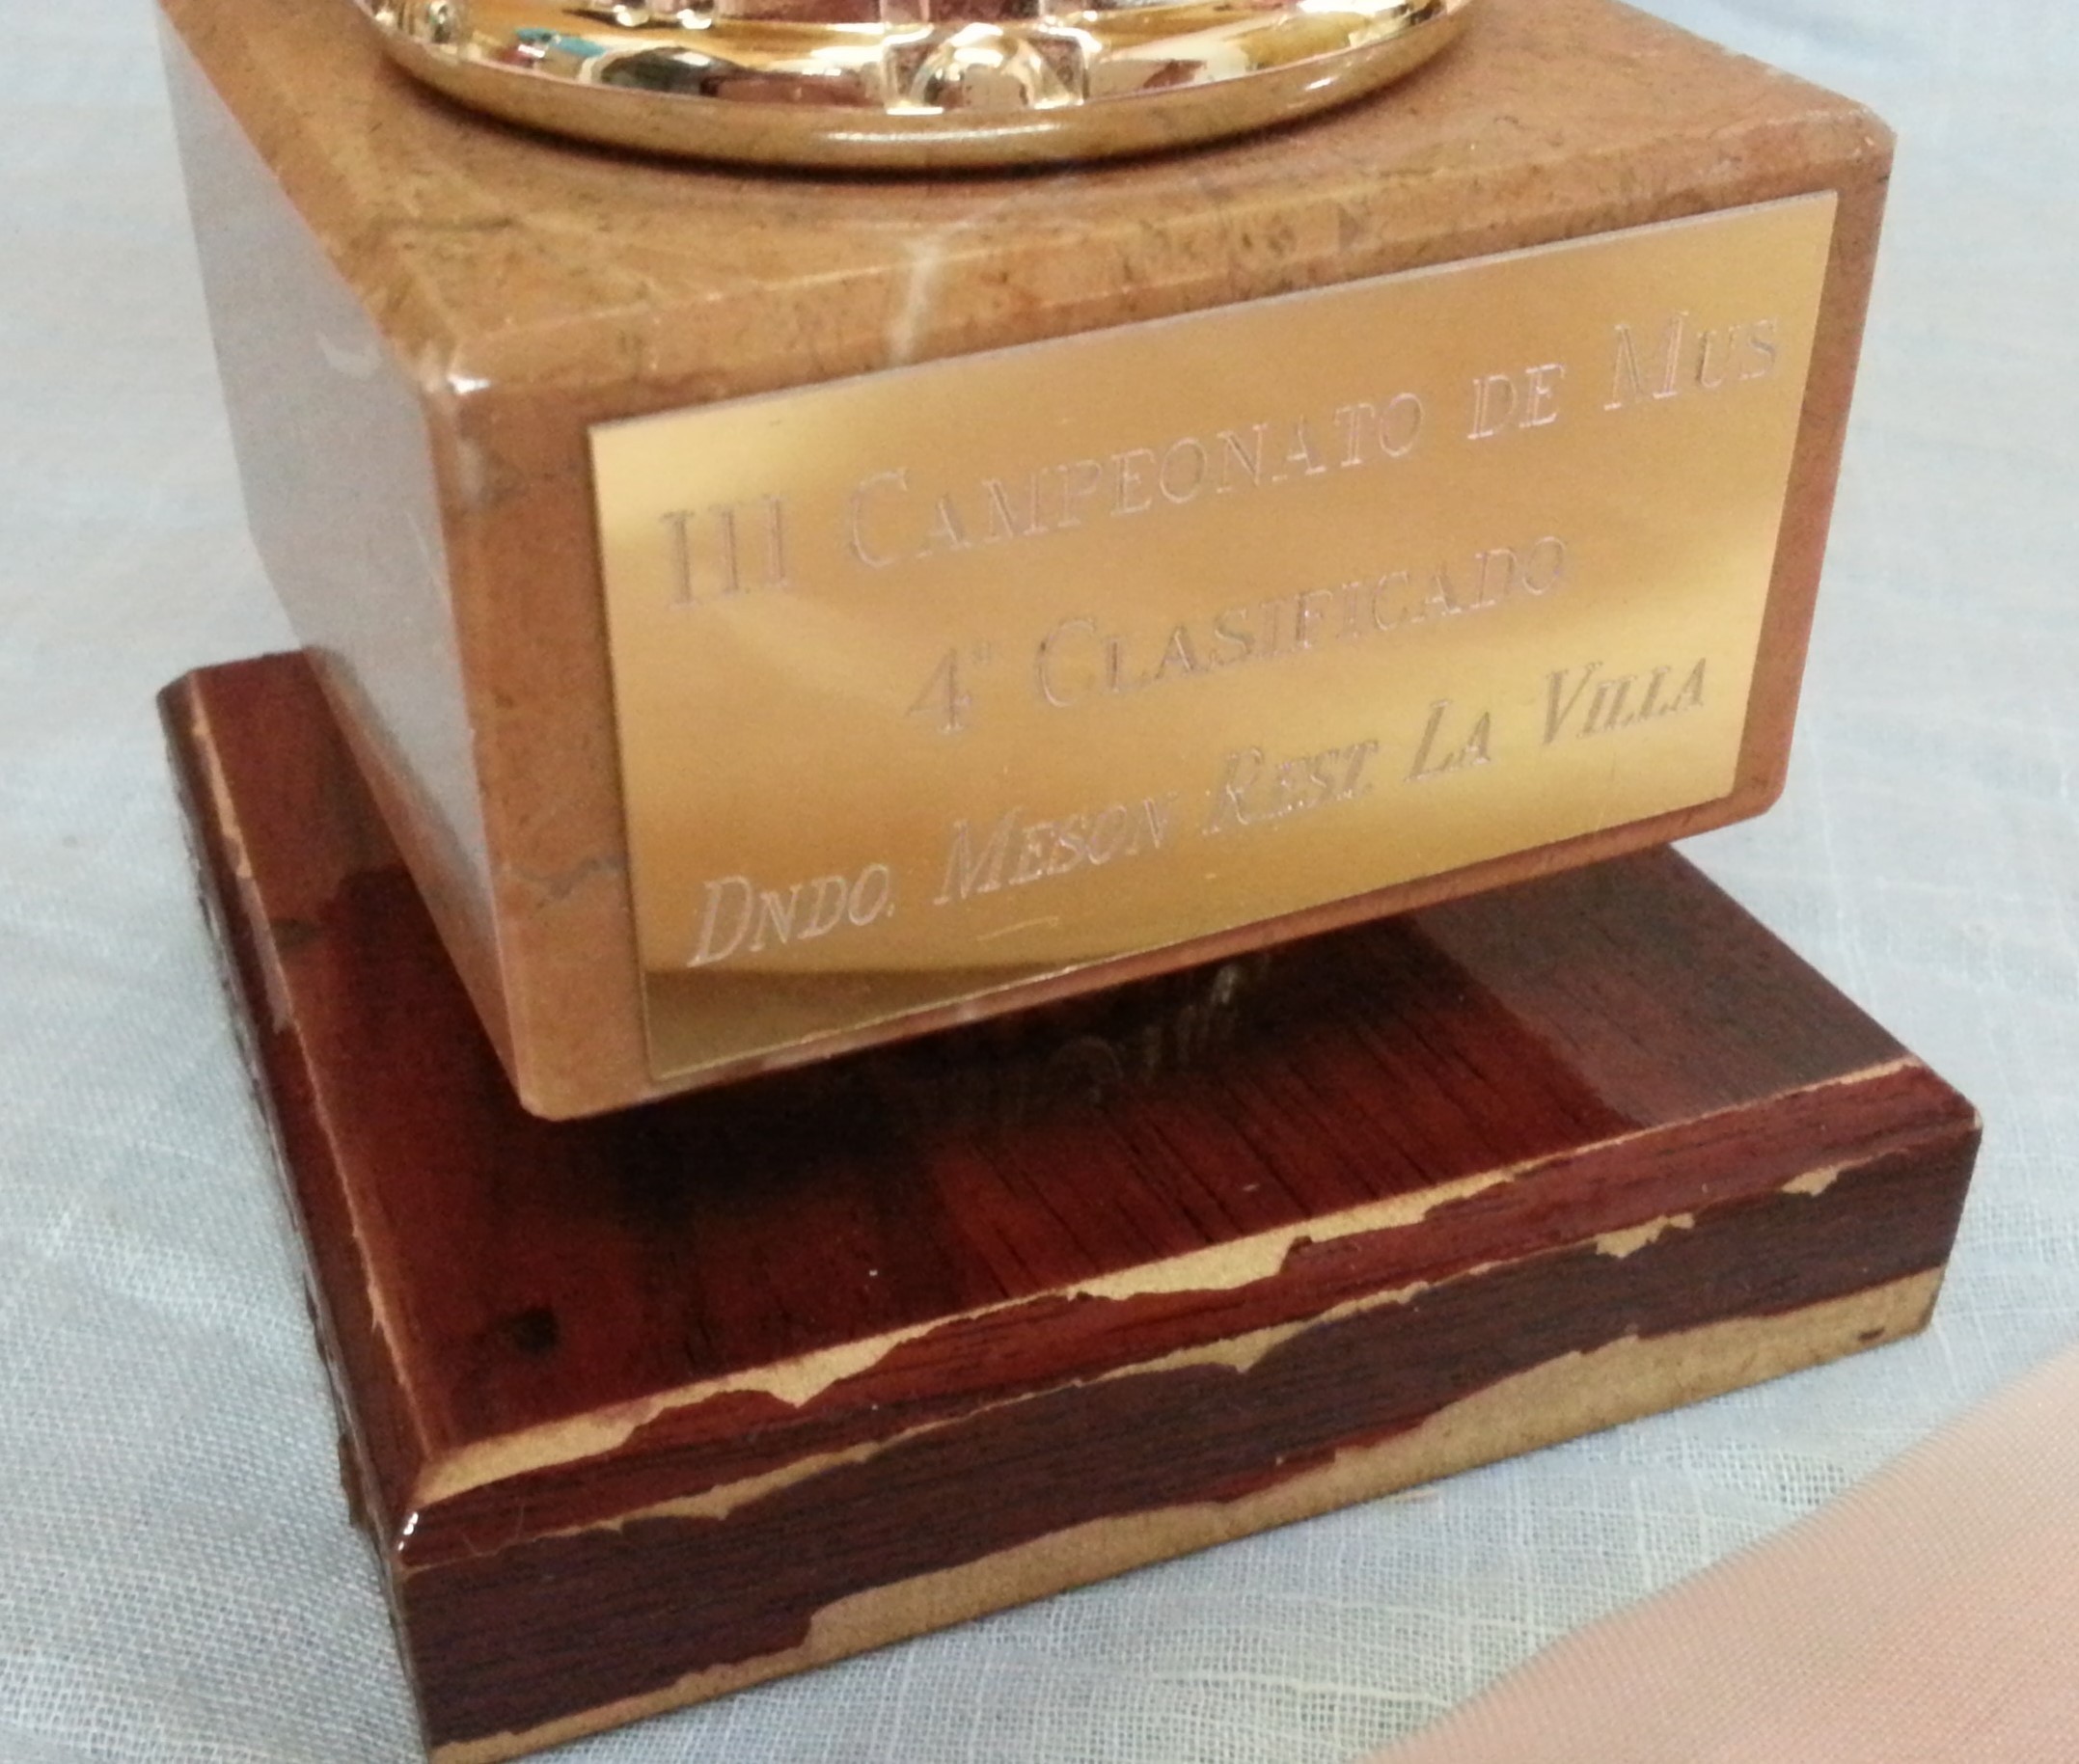 III Campeonato de Mus
4º Clasificado
Dndo. Meson Rest. La Villa